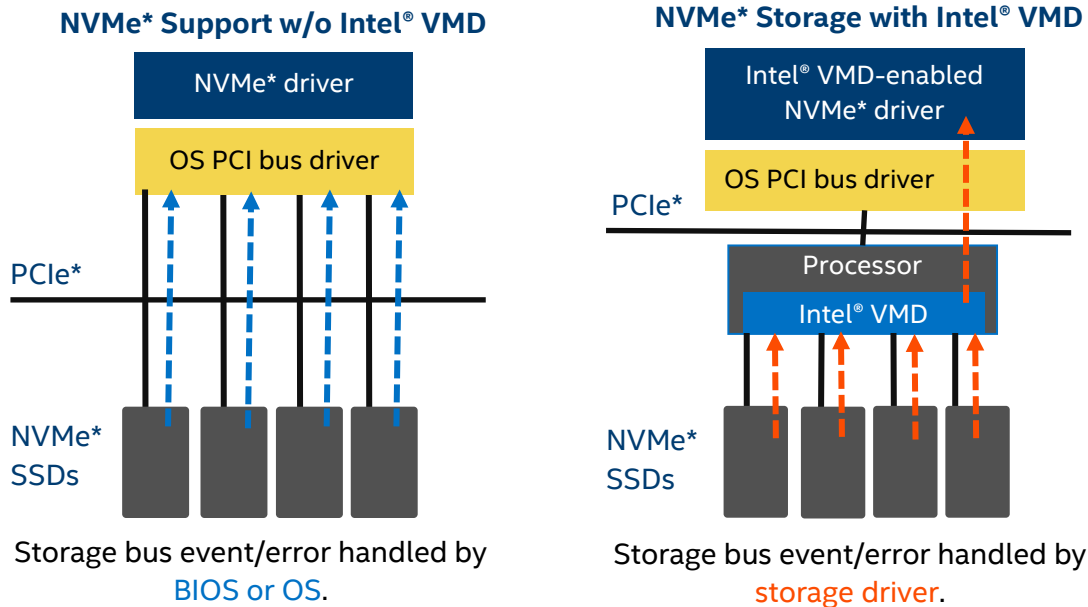 NVMe* Support w/o Intel® VMD
NVMe* driver
OS PCI bus driver
PCIe*
NVMe*
SSDs
Storage bus event/error handled by
BIOS or OS.
NVMe* Storage with Intel® VMD
Intel® VMD-enabled
NVMe* driver
OS PCI bus driver
PCIe*
Processor
Intel® VMD
NVMe*
SSDs
Storage bus event/error handled by
storage driver.